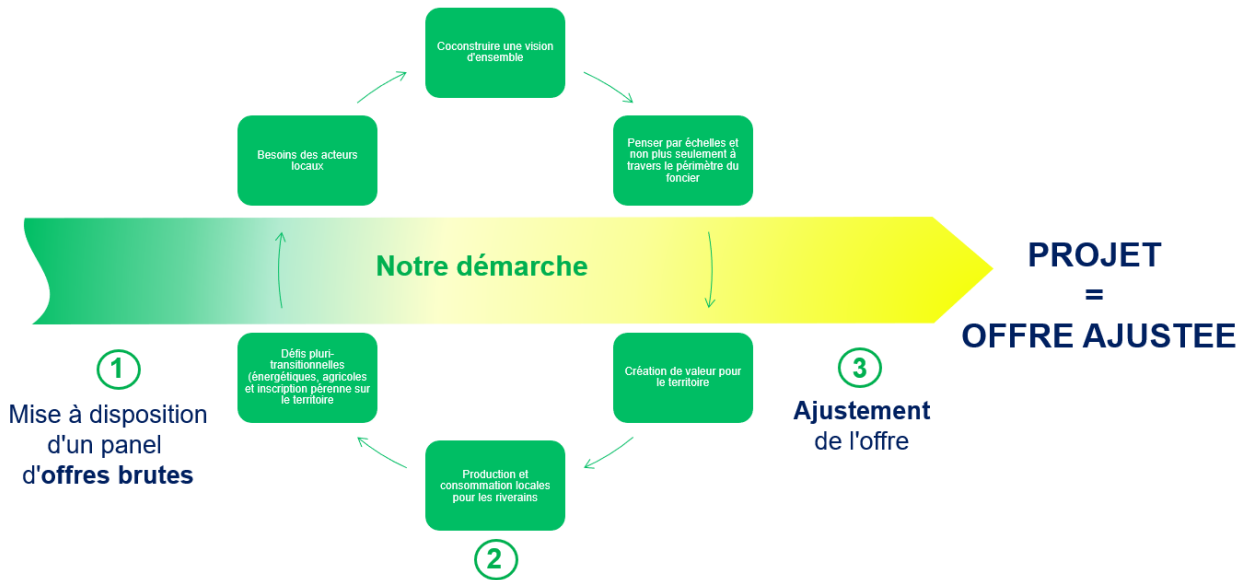 Coconstruire une vision
d'ensemble
Besoins des acteurs
locaux
Penser par échelles et
non plus seulement à
travers le périmètre du
foncier
Notre démarche
PROJET
=
OFFRE AJUSTEE
1
Mise à disposition
d'un panel
d'offres brutes
Défis pluri-
transitionnelles
(énergétiques, agricoles
et inscription pérenne sur
le territoire
Création de valeur pour
le territoire
3
Ajustement
de l'offre
Production et
consommation locales
pour les riverains
2